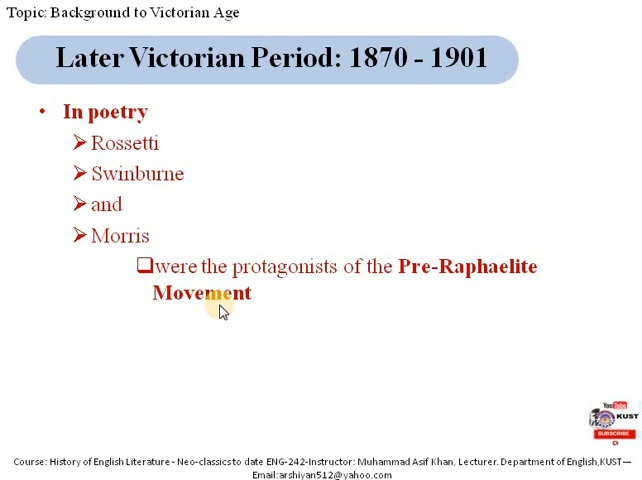 Topic: Background to Victorian Age
Later Victorian Period: 1870 - 1901
• In poetry
Rossetti
Swinburne
and
Morris
were the protagonists of the Pre-Raphaelite
Movement
YouTube
KUST
SUBSCRIBE
Course: History of English Literature - Neo-classics to date ENG-242-Instructor: Muhammad Asif Khan, Lecturer. Department of English,KUST—
Email:arshiyan512@yahoo.com